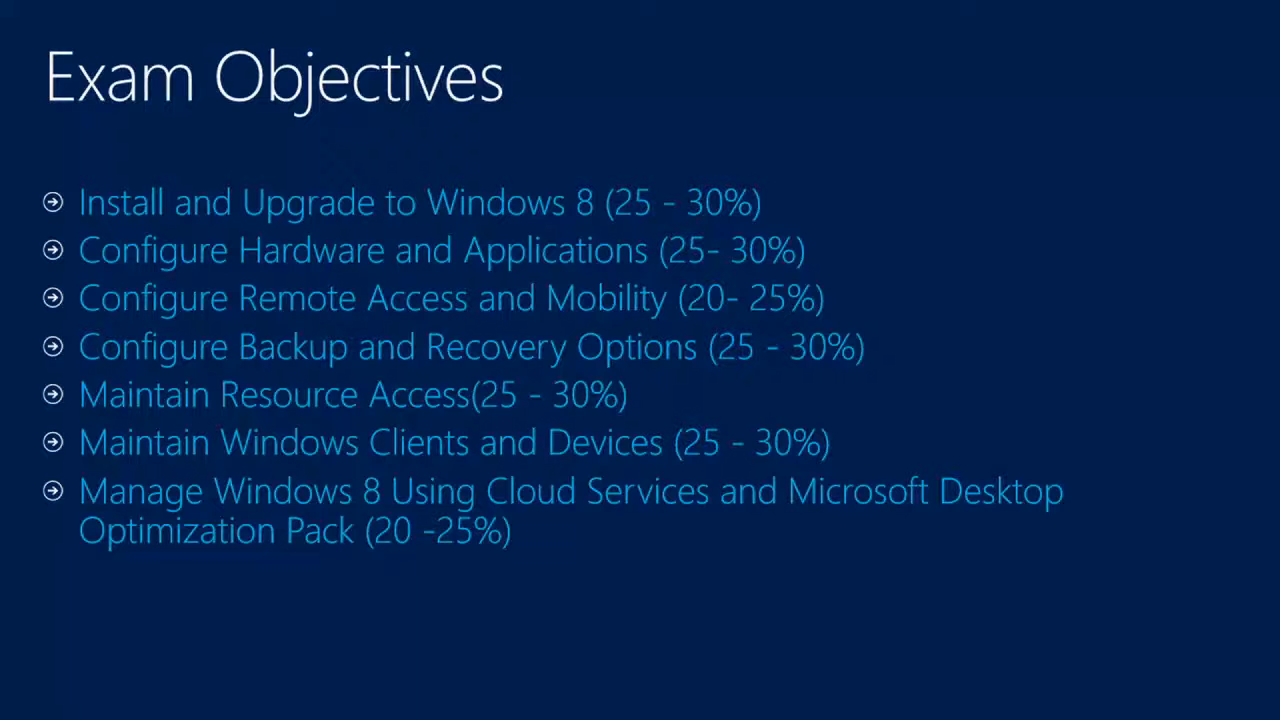 Exam Objectives
Install and Upgrade to Windows 8 (25 - 30%)
Configure Hardware and Applications (25- 30%)
Configure Remote Access and Mobility (20- 25%)
Configure Backup and Recovery Options (25 - 30%)
Maintain Resource Access(25 - 30%)
Maintain Windows Clients and Devices (25 - 30%)
Manage Windows 8 Using Cloud Services and Microsoft Desktop
Optimization Pack (20 -25%)